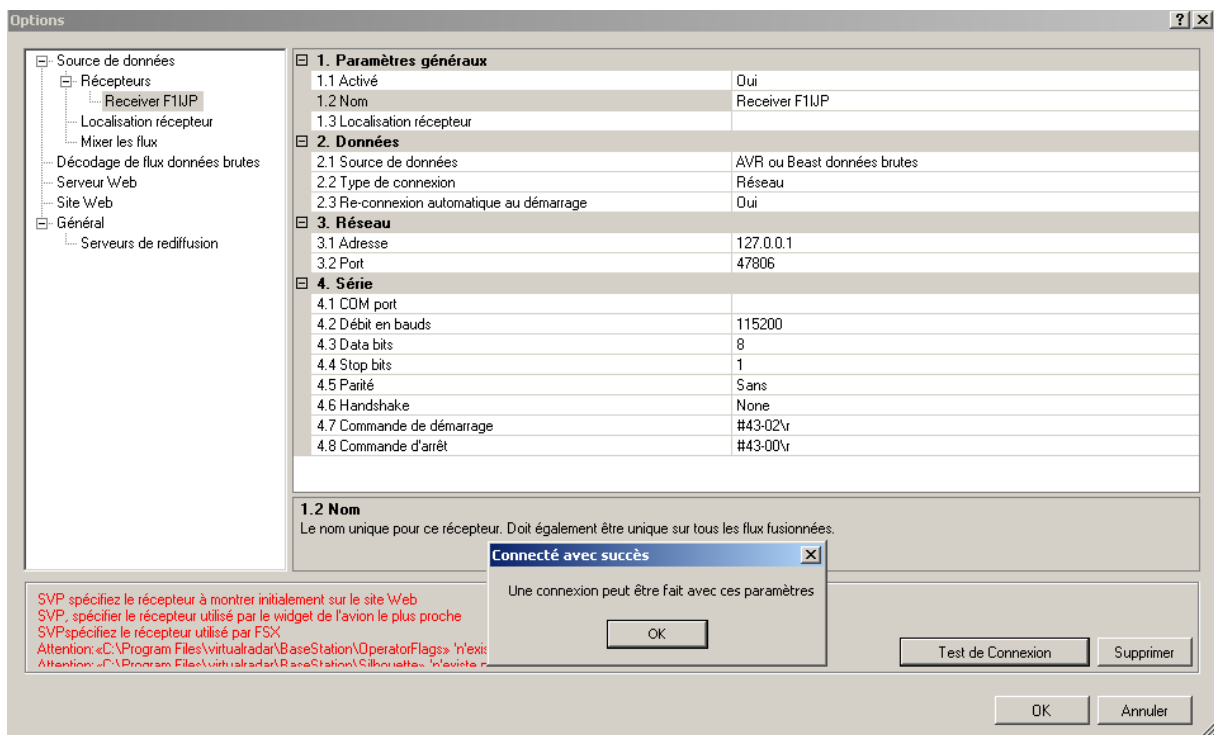 Options
Source de données
Récepteurs
Receiver F1IJP
Localisation récepteur
Mixer les flux
Décodage de flux données brutes
Serveur Web
Site Web
Général
Serveurs de rediffusion
1. Paramètres généraux
1.1 Activé Oui
1.2 Nom Receiver F1IJP
1.3 Localisation récepteur
2. Données
2.1 Source de données AVR ou Beast données brutes
2.2 Type de connexion Réseau
2.3 Re-connexion automatique au démarrage Oui
3. Réseau
3.1 Adresse 127.0.0.1
3.2 Port 47806
4. Série
4.1 COM port
4.2 Débit en bauds 115200
4.3 Data bits 8
4.4 Stop bits 1
4.5 Parité Sans
4.6 Handshake None
4.7 Commande de démarrage #43-02\r
4.8 Commande d'arrêt #43-00\r
1.2 Nom
Le nom unique pour ce récepteur. Doit également être unique sur tous les flux fusionnées.
Connecté avec succès
Une connexion peut être fait avec ces paramètres
OK
SVP spécifiez le récepteur à montrer initialement sur le site Web
SVP, spécifier le récepteur utilisé par le widget de l'avion le plus proche
SVPspécifiez le récepteur utilisé par FSX
Attention:«C:\Program Files\virtualradar\BaseStation\OperatorFlags» 'n'exis
Attention:«C:\Program Files\virtualradar\BaseStation\Silhouette» 'n'existe
Test de Connexion
Supprimer
OK
Annuler